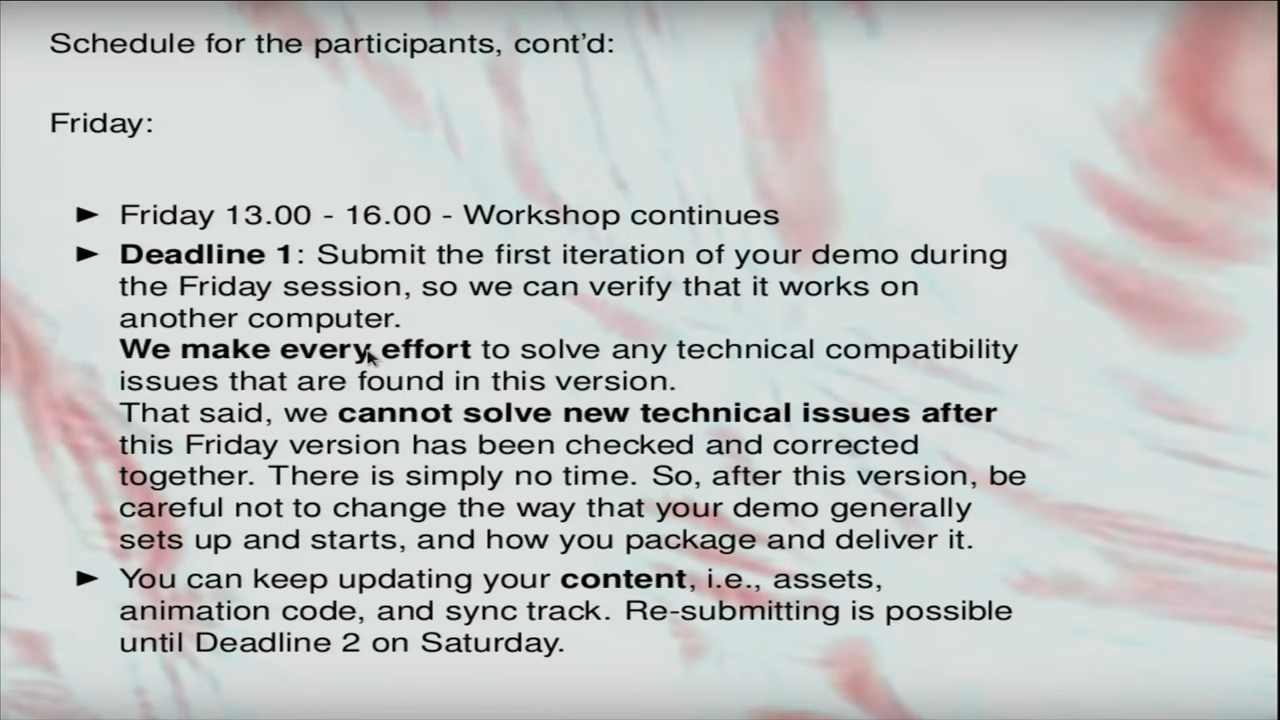 Schedule for the participants, cont'd:
Friday:
► Friday 13.00 - 16.00 - Workshop continues
► Deadline 1: Submit the first iteration of your demo during
the Friday session, so we can verify that it works on
another computer.
We make every effort to solve any technical compatibility
issues that are found in this version.
That said, we cannot solve new technical issues after
this Friday version has been checked and corrected
together. There is simply no time. So, after this version, be
careful not to change the way that your demo generally
sets up and starts, and how you package and deliver it.
► You can keep updating your content, i.e., assets,
animation code, and sync track. Re-submitting is possible
until Deadline 2 on Saturday.